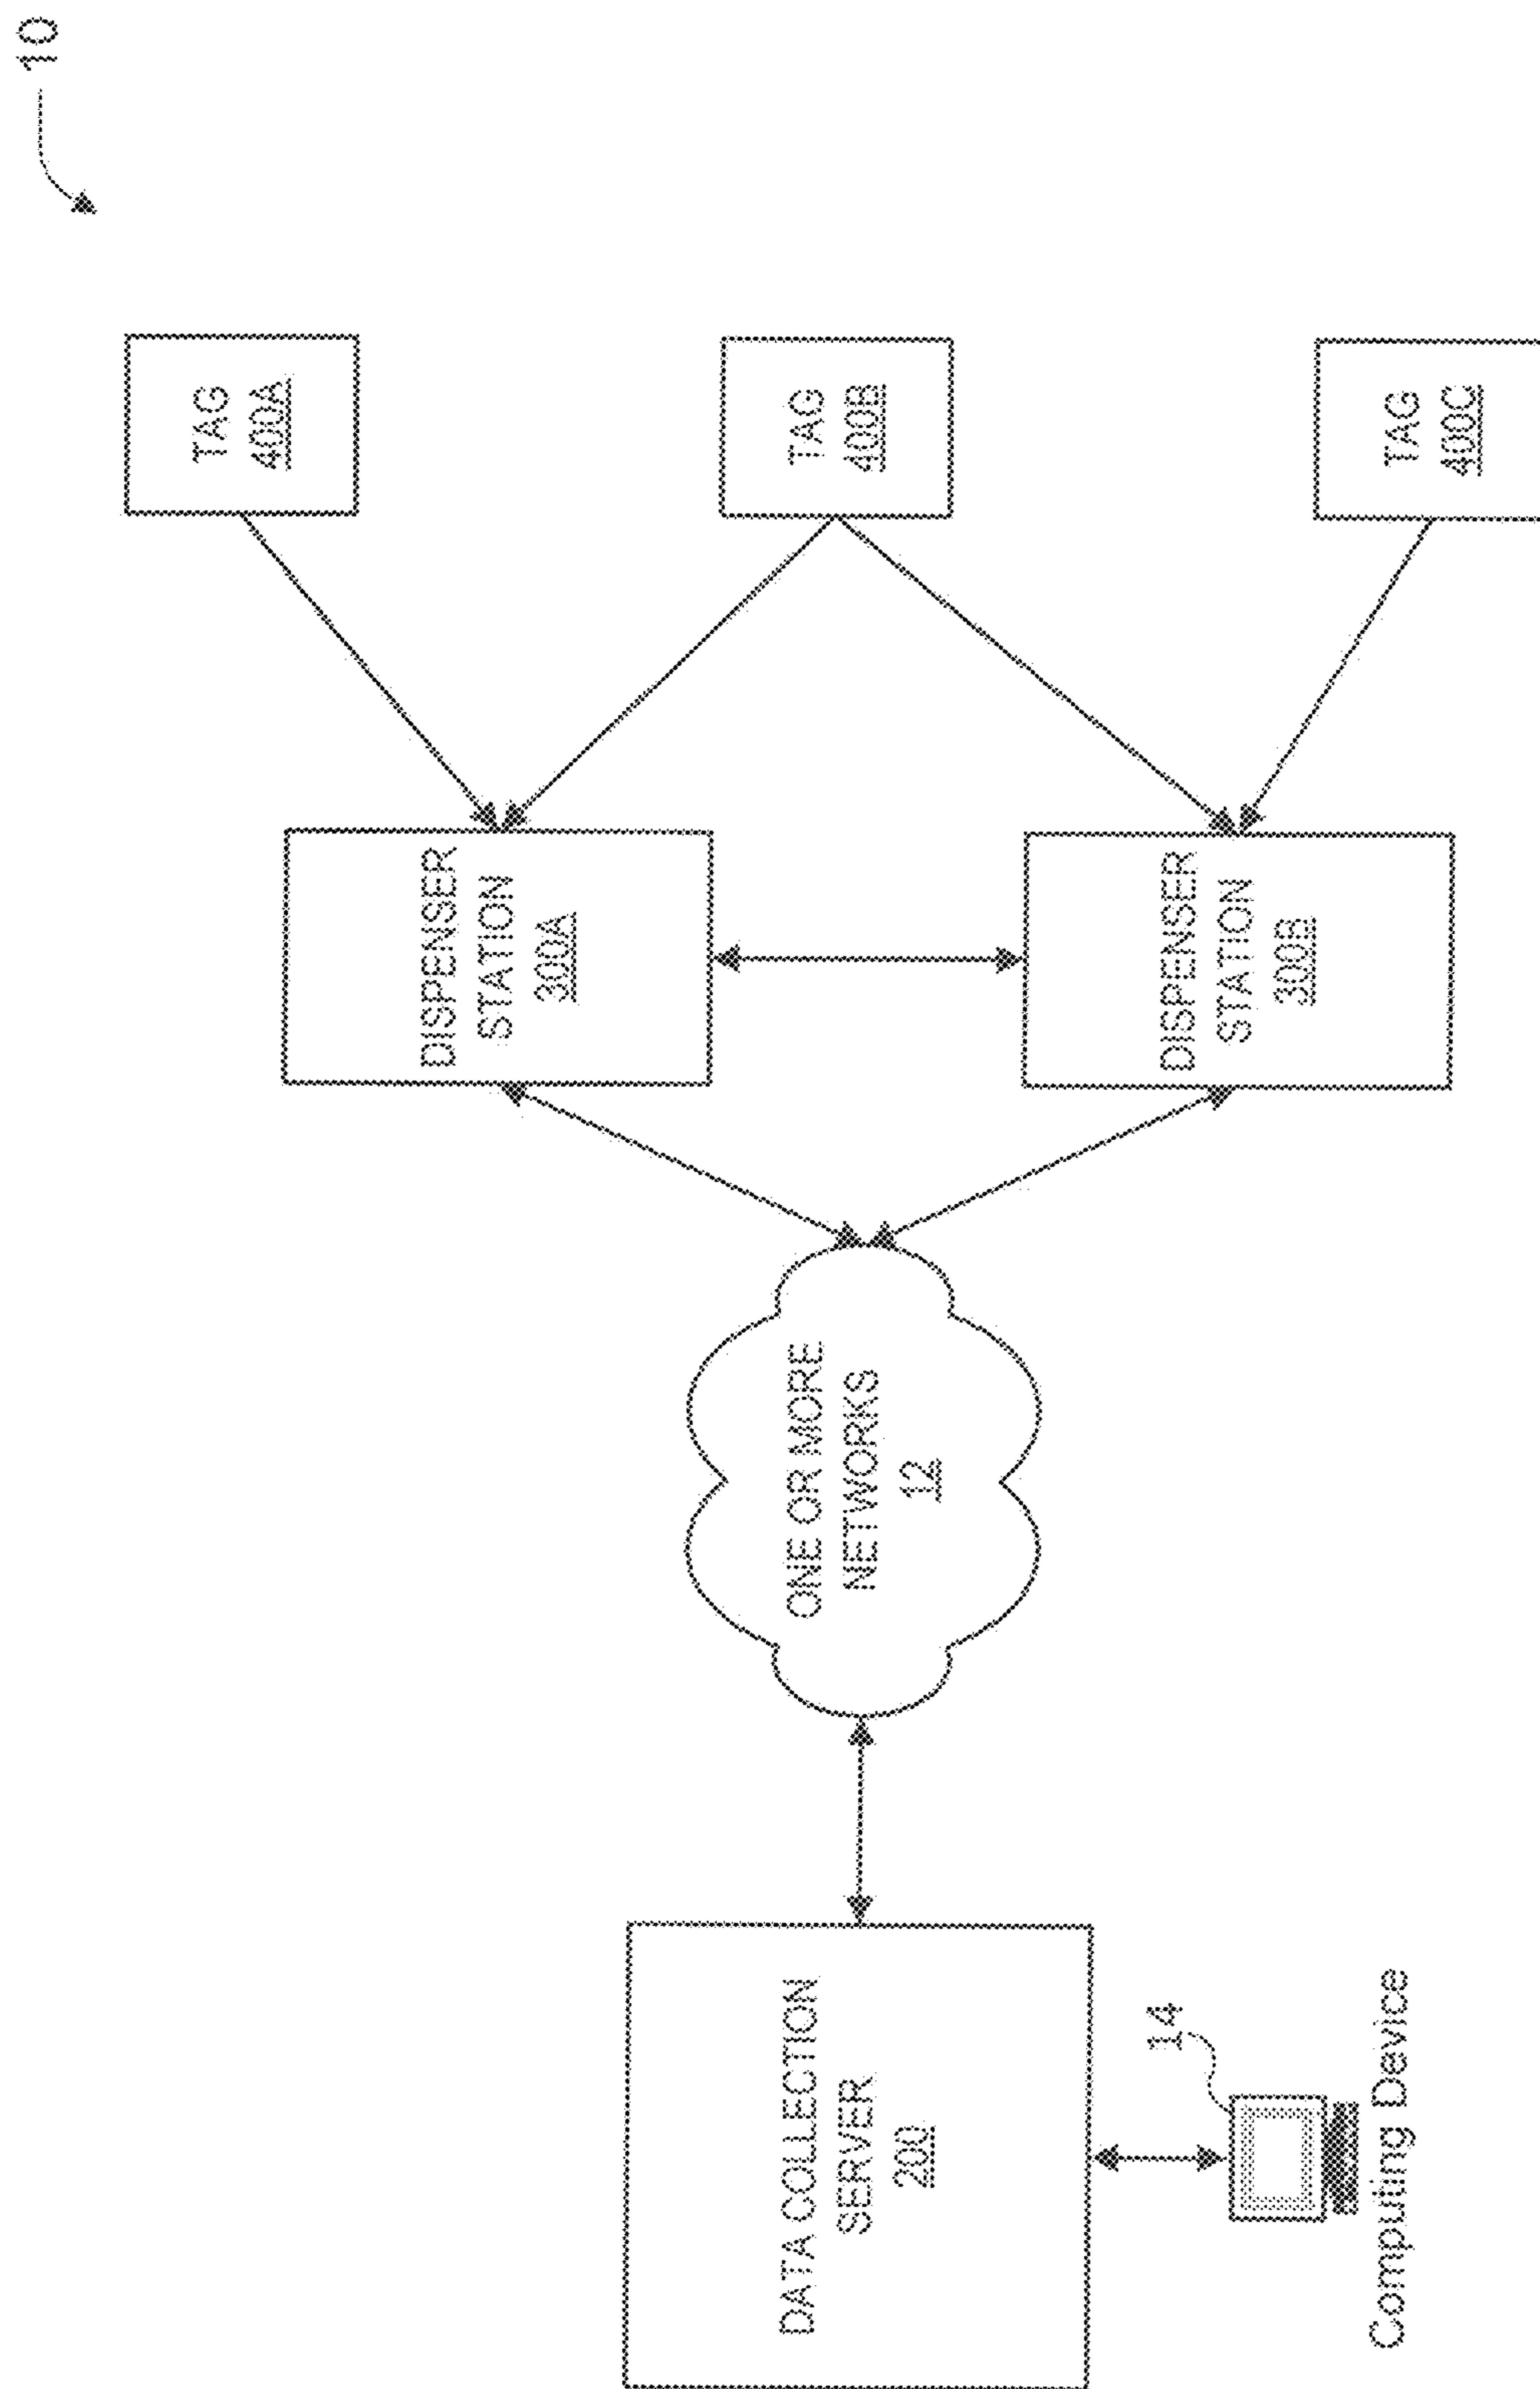 10
TAG
400A
TAG
400B
TAG
400C
DISPENSER
STATION
300A
DISPENSER
STATION
300B
ONE OR MORE
NETWORKS
12
DATA COLLECTION
SERVER
200
14
Computing Device